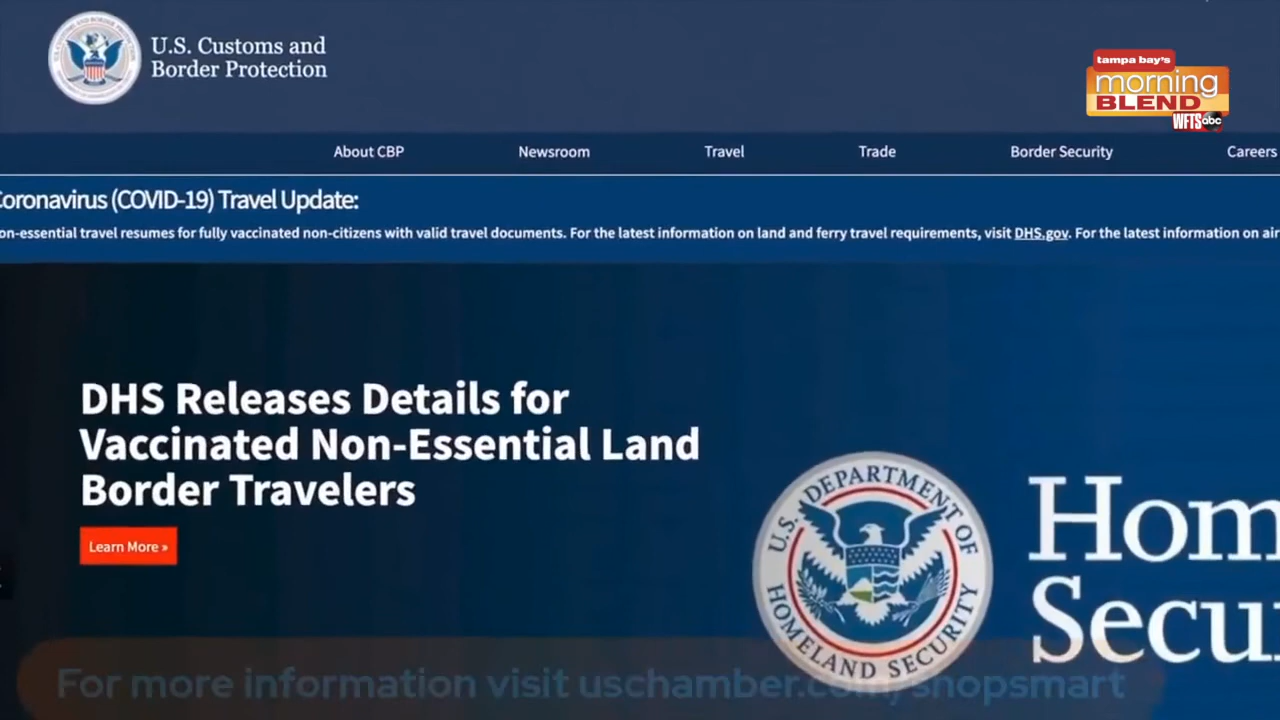 U.S. Customs and
Border Protection
tampa bay's
morning
BLEND
WFTS abc
About CBP
Newsroom
Travel
Trade
Border Security
Careers
oronavirus (COVID-19) Travel Update:
on-essential travel resumes for fully vaccinated non-citizens with valid travel documents. For the latest information on land and ferry travel requirements, visit DHS.gov. For the latest information on air
DHS Releases Details for
Vaccinated Non-Essential Land
Border Travelers
Learn More »
U.S. DEPARTMENT OF
HOMELAND SECURITY
Hom
Secu
For more information visit uschamber.com/shopsmart